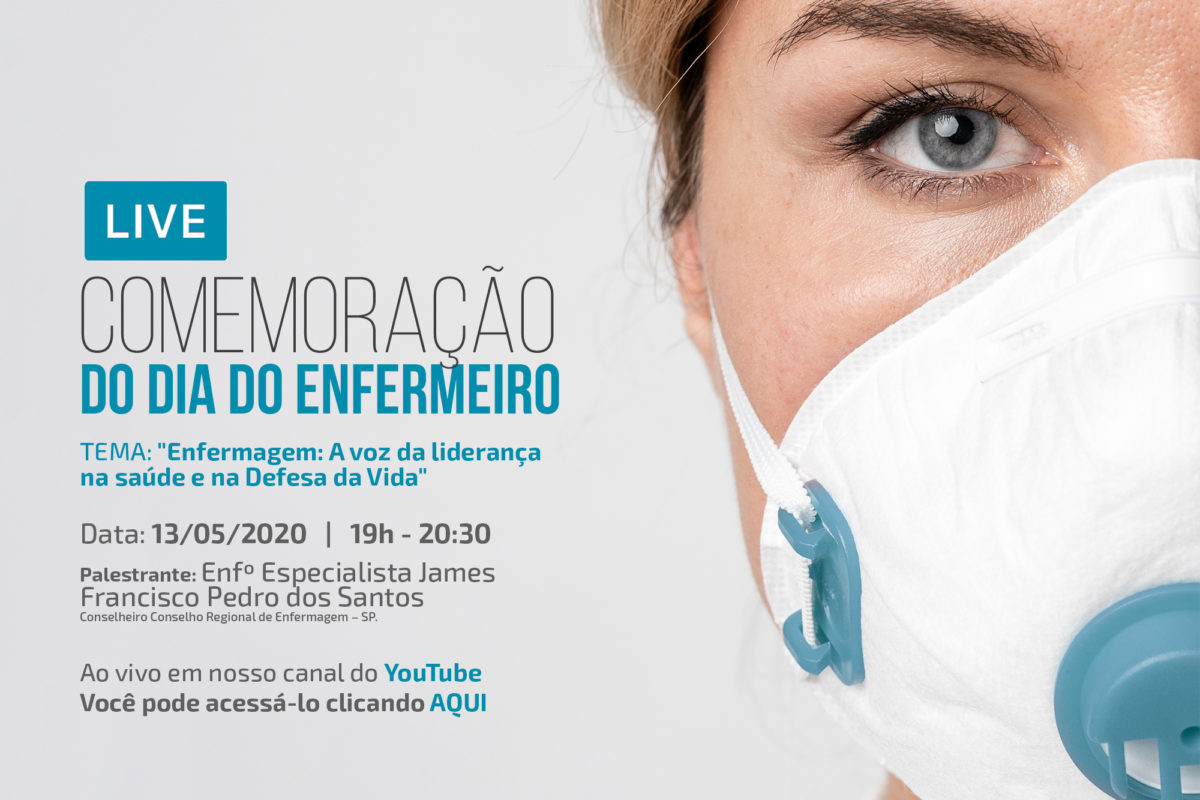 LIVE
COMEMORAÇÃO
DO DIA DO ENFERMEIRO
TEMA: "Enfermagem: A voz da liderança
na saúde e na Defesa da Vida"
Data: 13/05/2020 | 19h - 20:30
Palestrante: Enfº Especialista James
Francisco Pedro dos Santos
Conselheiro Conselho Regional de Enfermagem – SP.
Ao vivo em nosso canal do YouTube
Você pode acessá-lo clicando AQUI